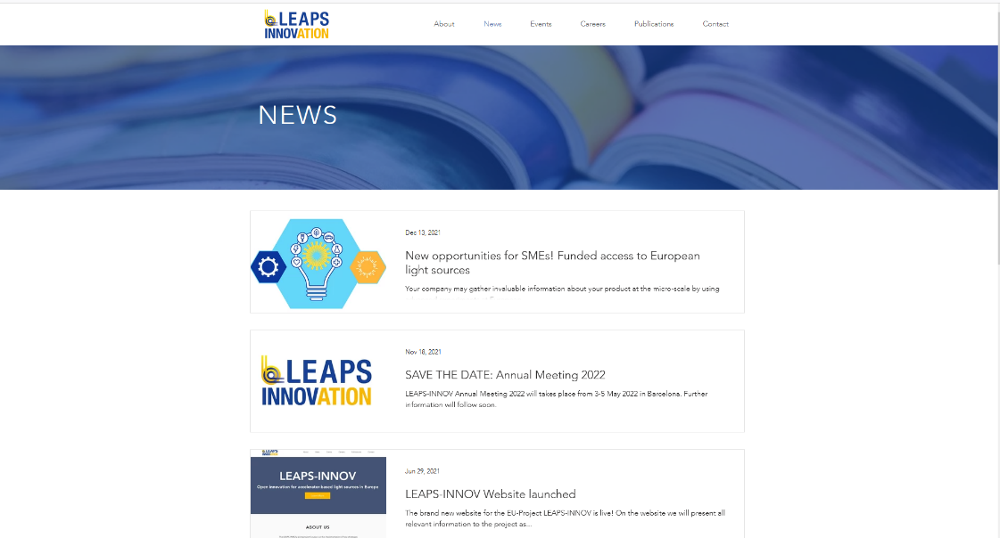 LEAPS
INNOVATION
About News Events Careers Publications Contact
NEWS
Dec 13, 2021
New opportunities for SMEs! Funded access to European
light sources
Your company may gather invaluable information about your product at the micro-scale by using
LEAPS
INNOVATION
Nov 18, 2021
SAVE THE DATE: Annual Meeting 2022
LEAPS-INNOV Annual Meeting 2022 will takes place from 3-5 May 2022 in Barcelona. Further
information will follow soon.
LEAPS
LEAPS-INNOV
Open innovation for accelerator-based light sources in Europe
ABOUT US
Jun 29, 2021
LEAPS-INNOV Website launched
The brand new website for the EU-Project LEAPS-INNOV is live! On the website we will present all
relevant information to the project as...